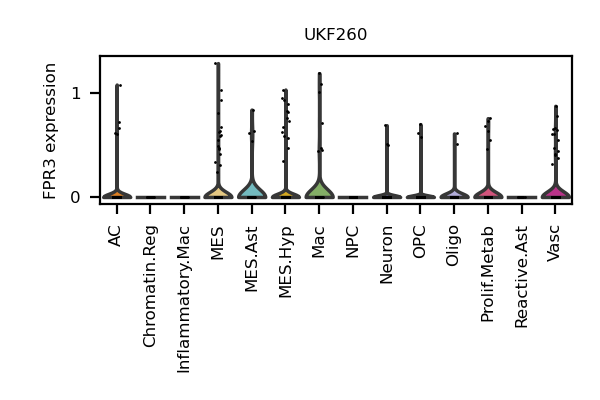 UKF260
FPR3 expression
1
0
AC
Chromatin.Reg
Inflammatory.Mac
MES
MES.Ast
MES.Hyp
Mac
NPC
Neuron
OPC
Oligo
Prolif.Metab
Reactive.Ast
Vasc